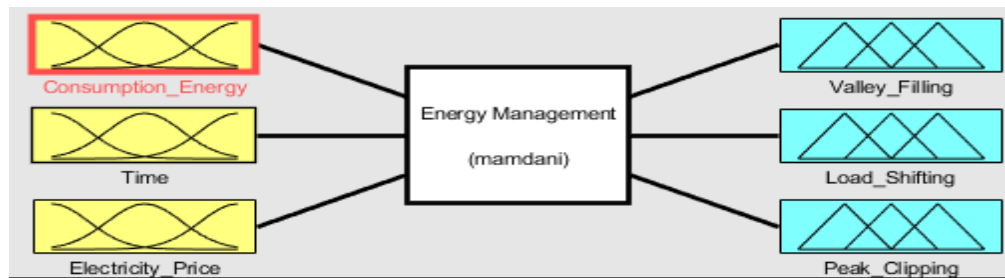 Consumption_Energy
Time
Electricity_Price
Energy Management
(mamdani)
Valley_Filling
Load_Shifting
Peak_Clipping